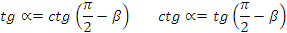 tg ∝= ctg (π/2 − β) ctg ∝= tg (π/2 − β)